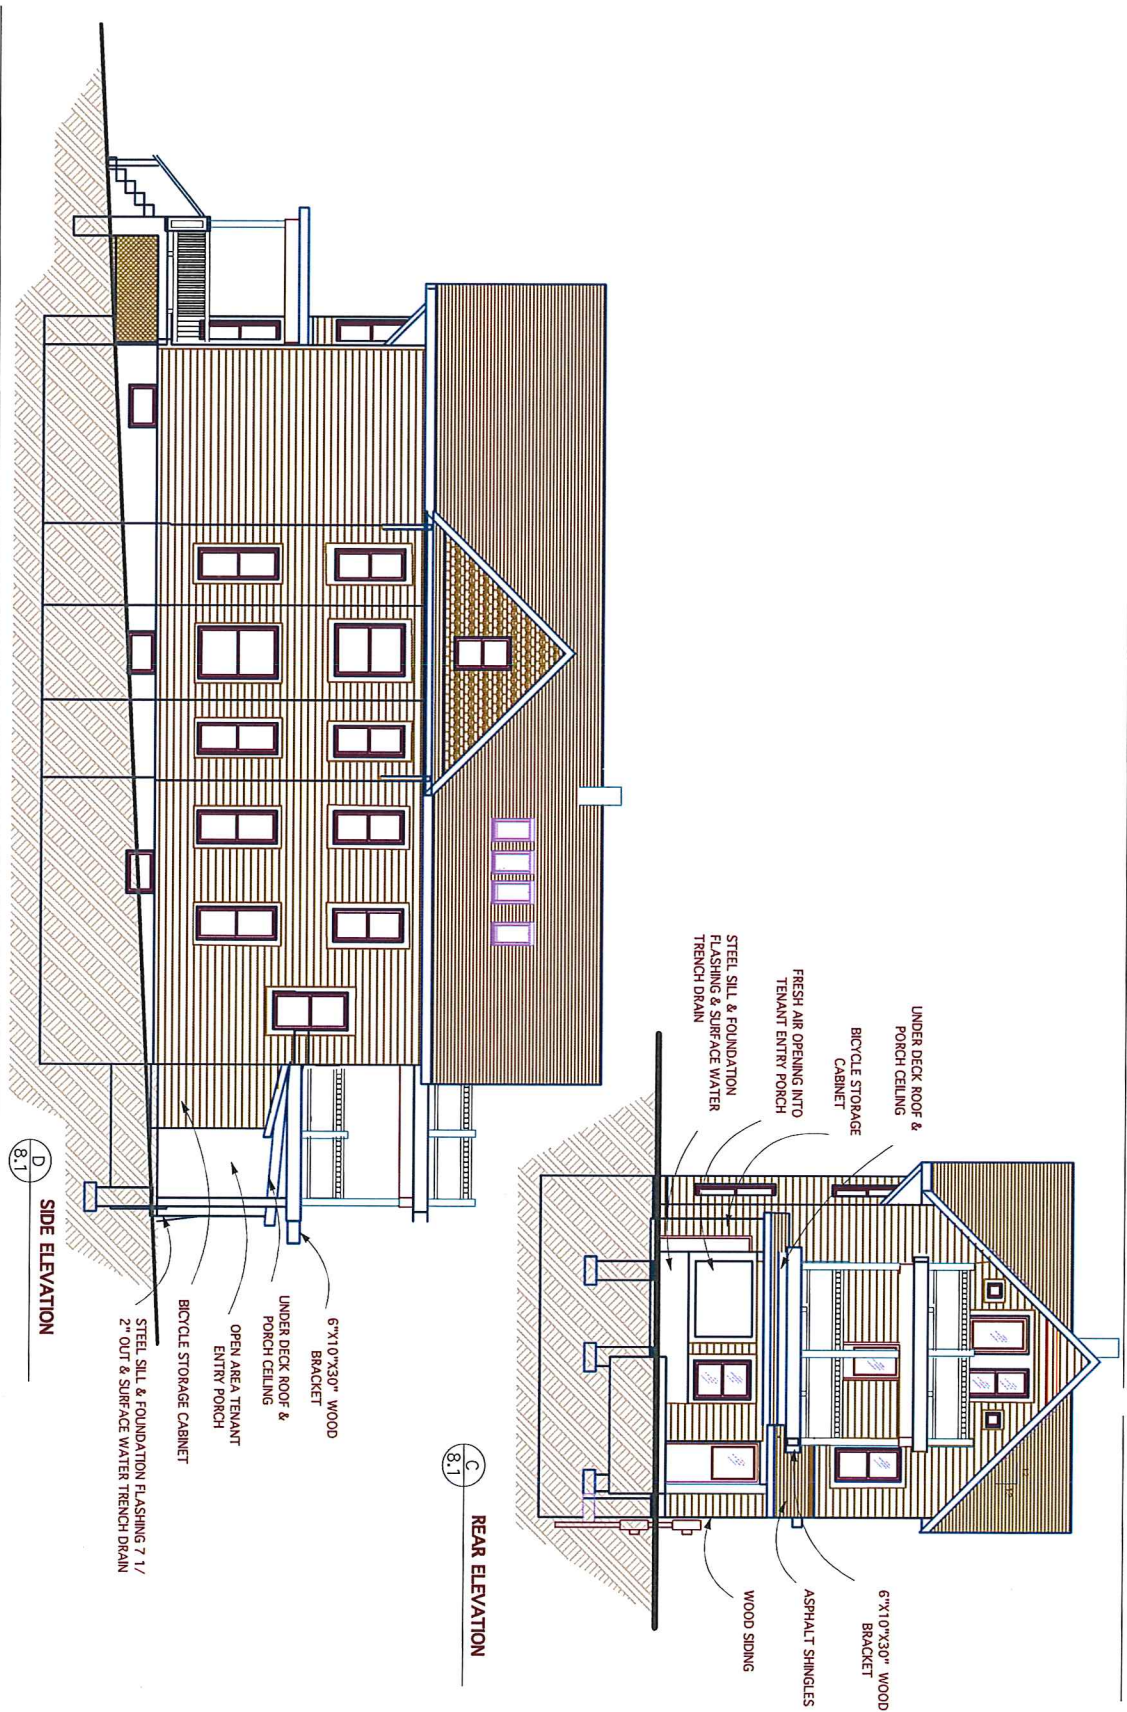 UNDER DECK ROOF &
PORCH CEILING
BICYCLE STORAGE
CABINET
FRESH AIR OPENING INTO
TENANT ENTRY PORCH
STEEL SILL & FOUNDATION
FLASHING & SURFACE WATER
TRENCH DRAIN
12
6"X10"X30" WOOD
BRACKET
ASPHALT SHINGLES
WOOD SIDING
C
8.1
REAR ELEVATION
6"X10"X30" WOOD
BRACKET
UNDER DECK ROOF &
PORCH CEILING
OPEN AREA TENANT
ENTRY PORCH
BICYCLE STORAGE CABINET
STEEL SILL & FOUNDATION FLASHING 7 1/
2" OUT & SURFACE WATER TRENCH DRAIN
D
8.1
SIDE ELEVATION